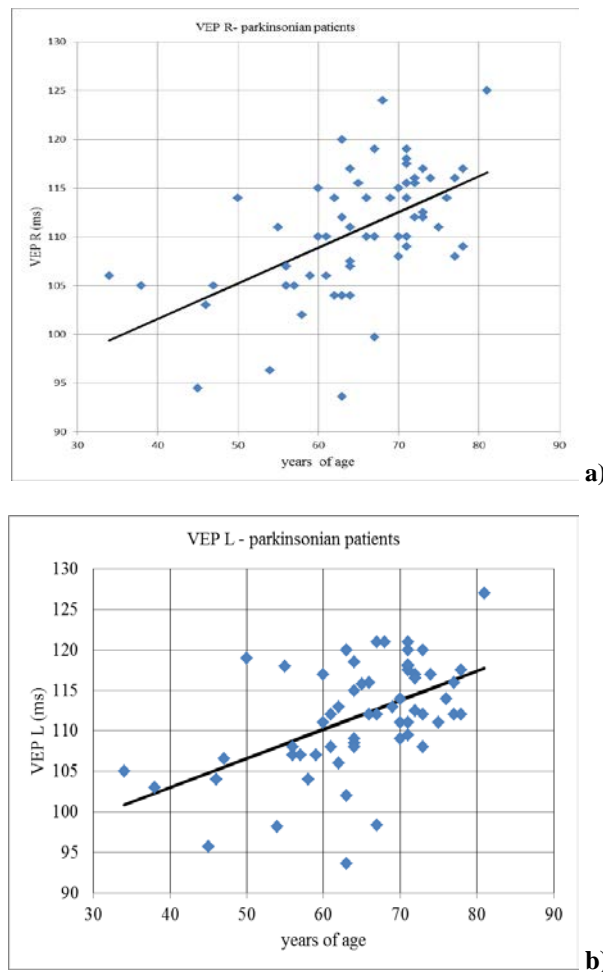 VEP R- parkinsonian patients
130
125
120
115
110
105
100
95
90
VEP R (ms)
30 40 50 60 70 80 90
years of age
a)
VEP L - parkinsonian patients
130
125
120
115
110
105
100
95
90
VEP L (ms)
30 40 50 60 70 80 90
years of age
b)